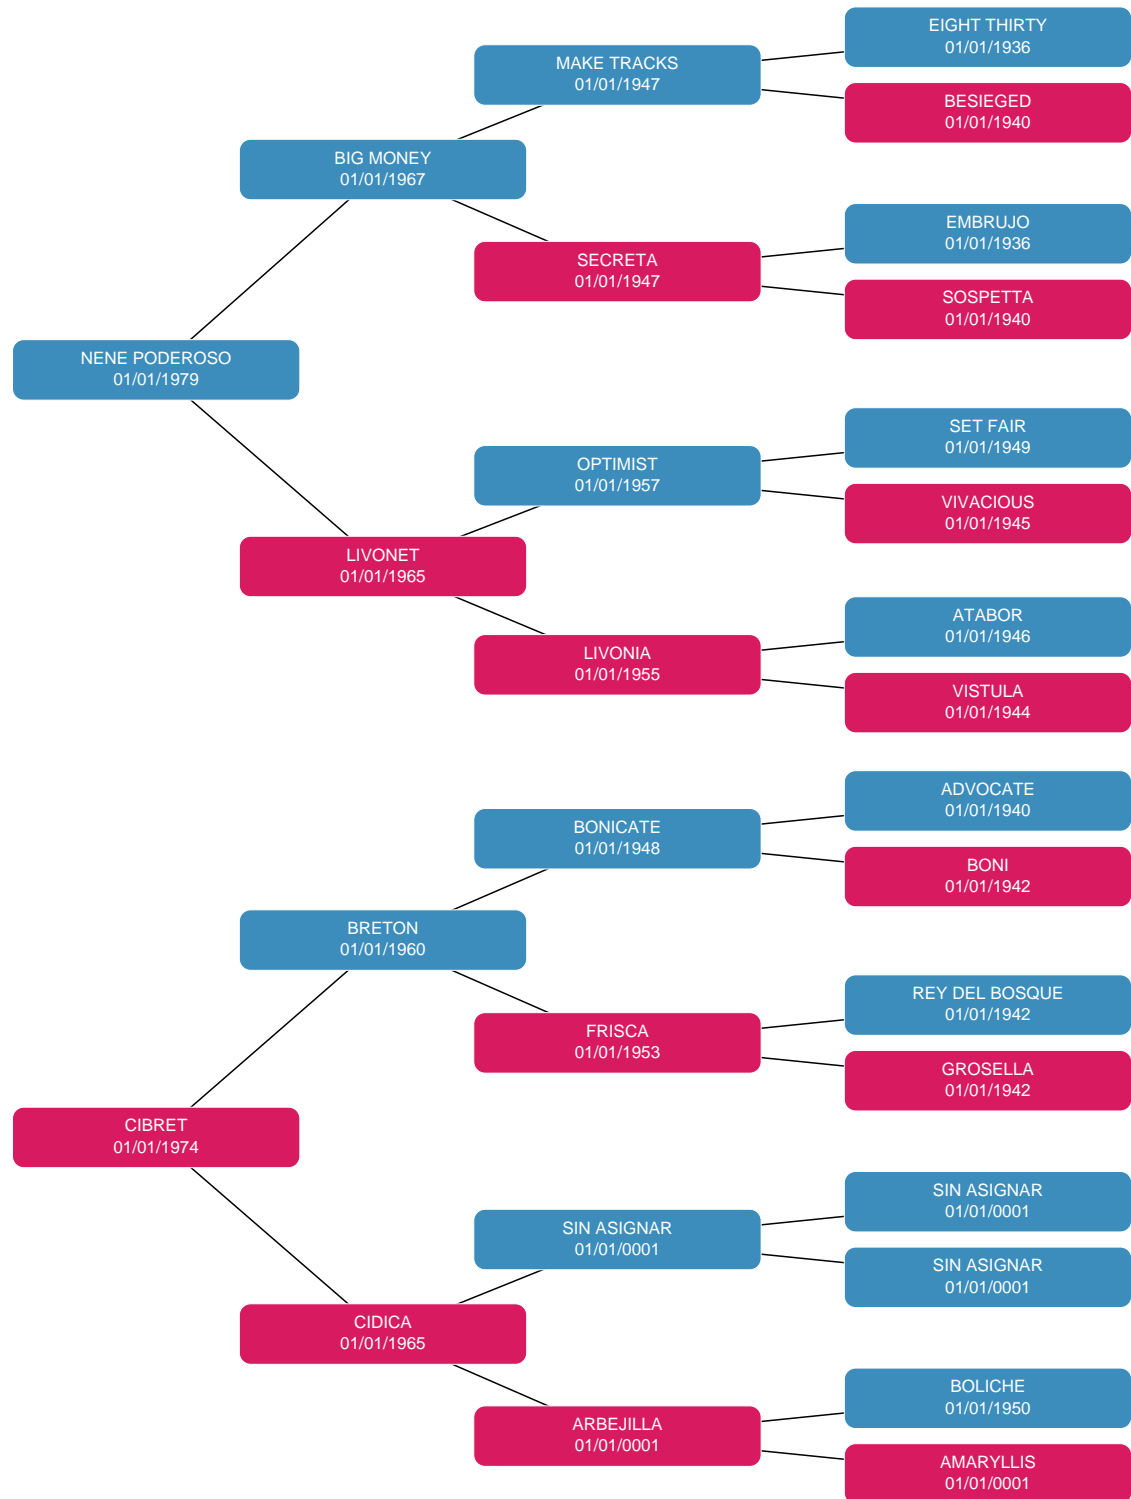 EIGHT THIRTY
01/01/1936
MAKE TRACKS
01/01/1947
BESIEGED
01/01/1940
BIG MONEY
01/01/1967
EMBRUJO
01/01/1936
SECRETA
01/01/1947
SOSPETTA
01/01/1940
NENE PODEROSO
01/01/1979
SET FAIR
01/01/1949
OPTIMIST
01/01/1957
VIVACIOUS
01/01/1945
LIVONET
01/01/1965
ATABOR
01/01/1946
LIVONIA
01/01/1955
VISTULA
01/01/1944
ADVOCATE
01/01/1940
BONICATE
01/01/1948
BONI
01/01/1942
BRETON
01/01/1960
REY DEL BOSQUE
01/01/1942
FRISCA
01/01/1953
GROSELLA
01/01/1942
CIBRET
01/01/1974
SIN ASIGNAR
01/01/0001
SIN ASIGNAR
01/01/0001
SIN ASIGNAR
01/01/0001
CIDICA
01/01/1965
BOLICHE
01/01/1950
ARBEJILLA
01/01/0001
AMARYLLIS
01/01/0001